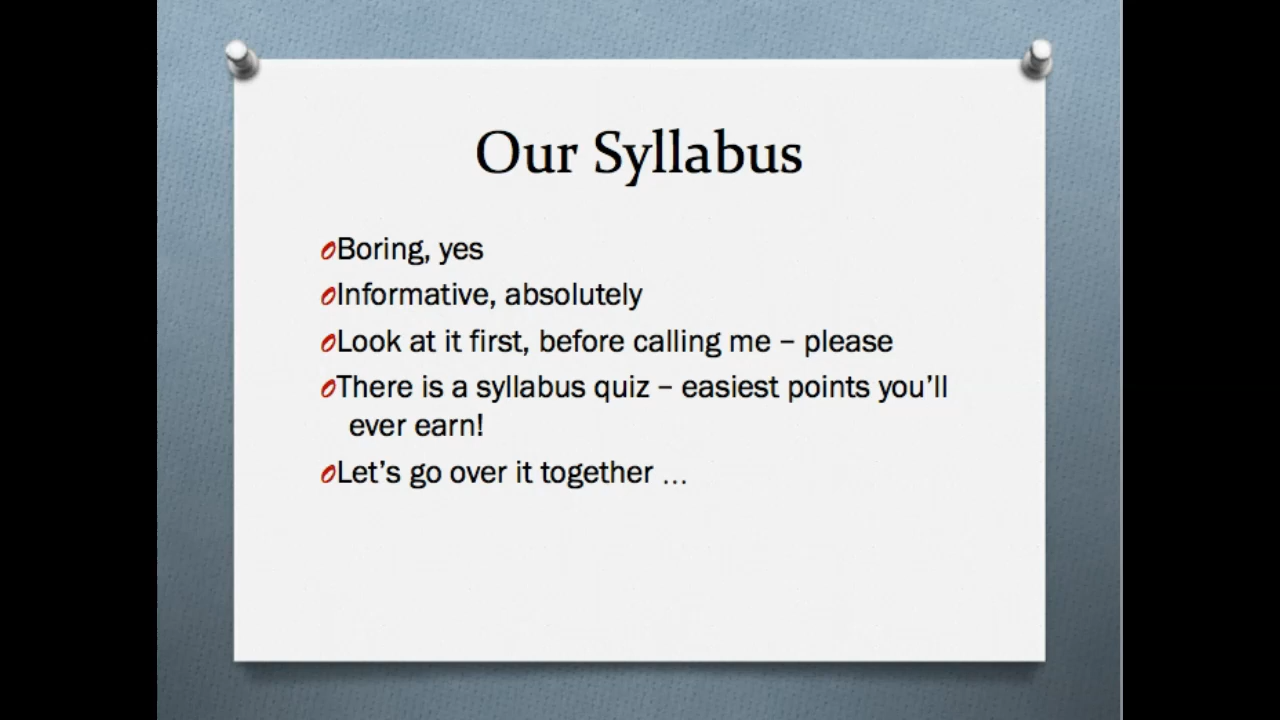 Our Syllabus
Boring, yes
Informative, absolutely
Look at it first, before calling me – please
There is a syllabus quiz – easiest points you’ll
ever earn!
Let’s go over it together …